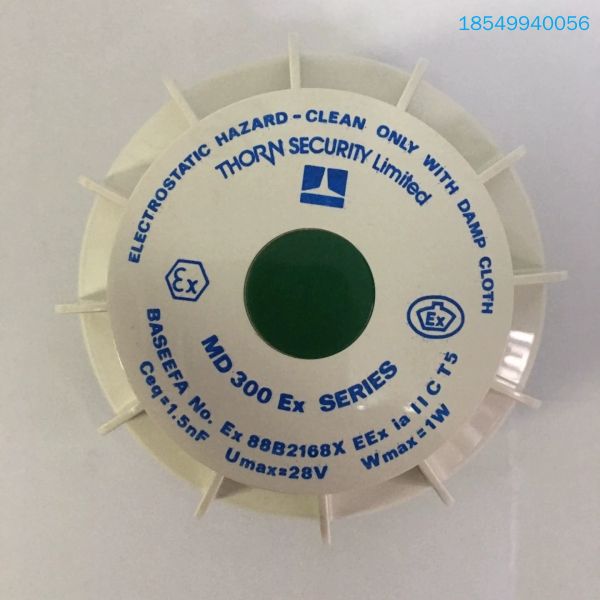 18549940056
ELECTROSTATIC HAZARD - CLEAN ONLY WITH DAMP CLOTH
THORN SECURITY Limited
Ex
Ex
MD 300 Ex SERIES
BASEEFA No. Ex 88B2168X EEx ia IIC T5
Ceq=1.5nF Umax=28V Wmax=1W